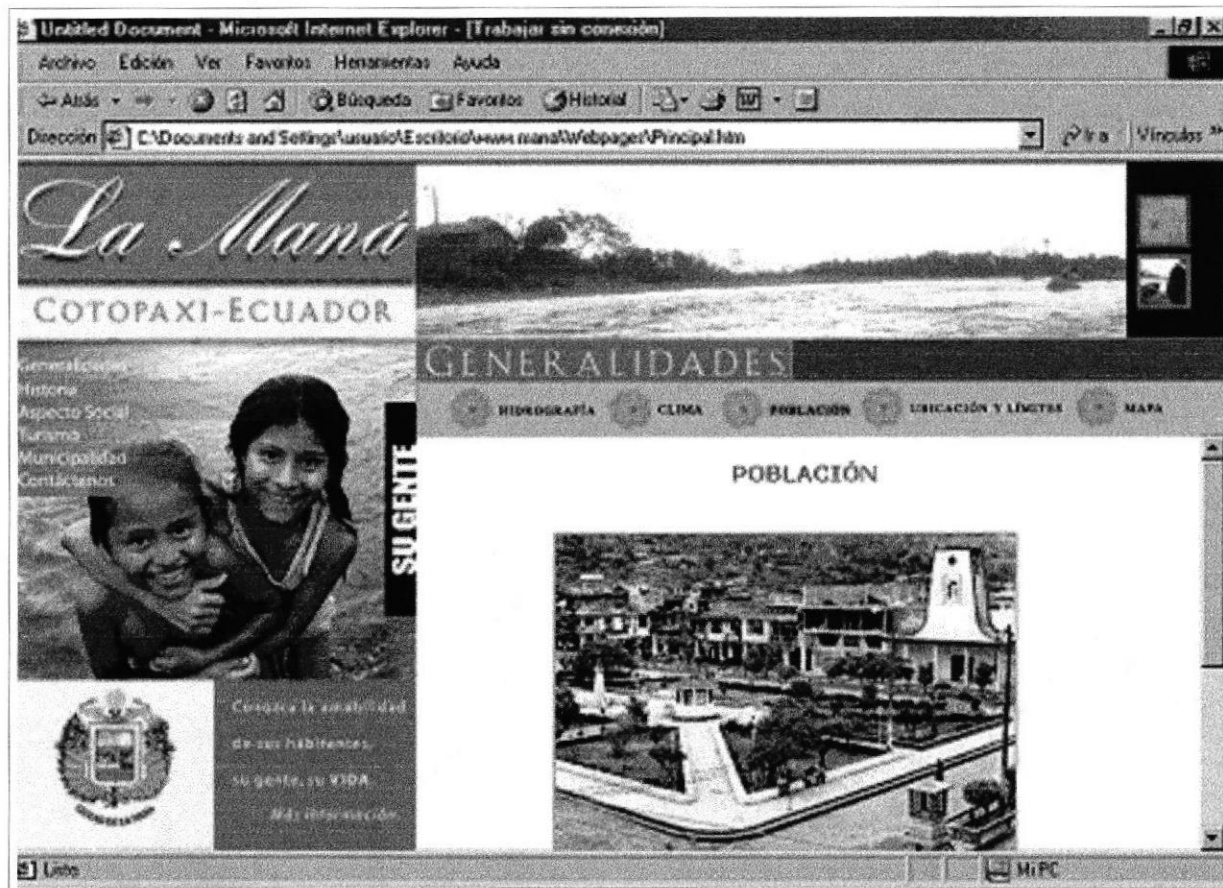 Untitled Document - Microsoft Internet Explorer - [Trabajar sin conexión]
Archivo Edición Ver Favoritos Herramientas Ayuda
Atrás Búsqueda Favoritos Historial
Dirección C:\Documents and Settings\usuario\Escritorio\www.mana\Webpages\Principal.htm Ir a Vínculos »
La Maná
COTOPAXI-ECUADOR
GENERALIDADES
HIDROGRAFÍA CLIMA POBLACIÓN UBICACIÓN Y LÍMITES MAPA
Generalidades
Historia
Aspecto Social
Turismo
Municipalidad
Contáctenos
SU GENTE
POBLACIÓN
Conozca la amabilidad
de sus habitantes,
su gente, su VIDA
Más información
Listo Mi PC